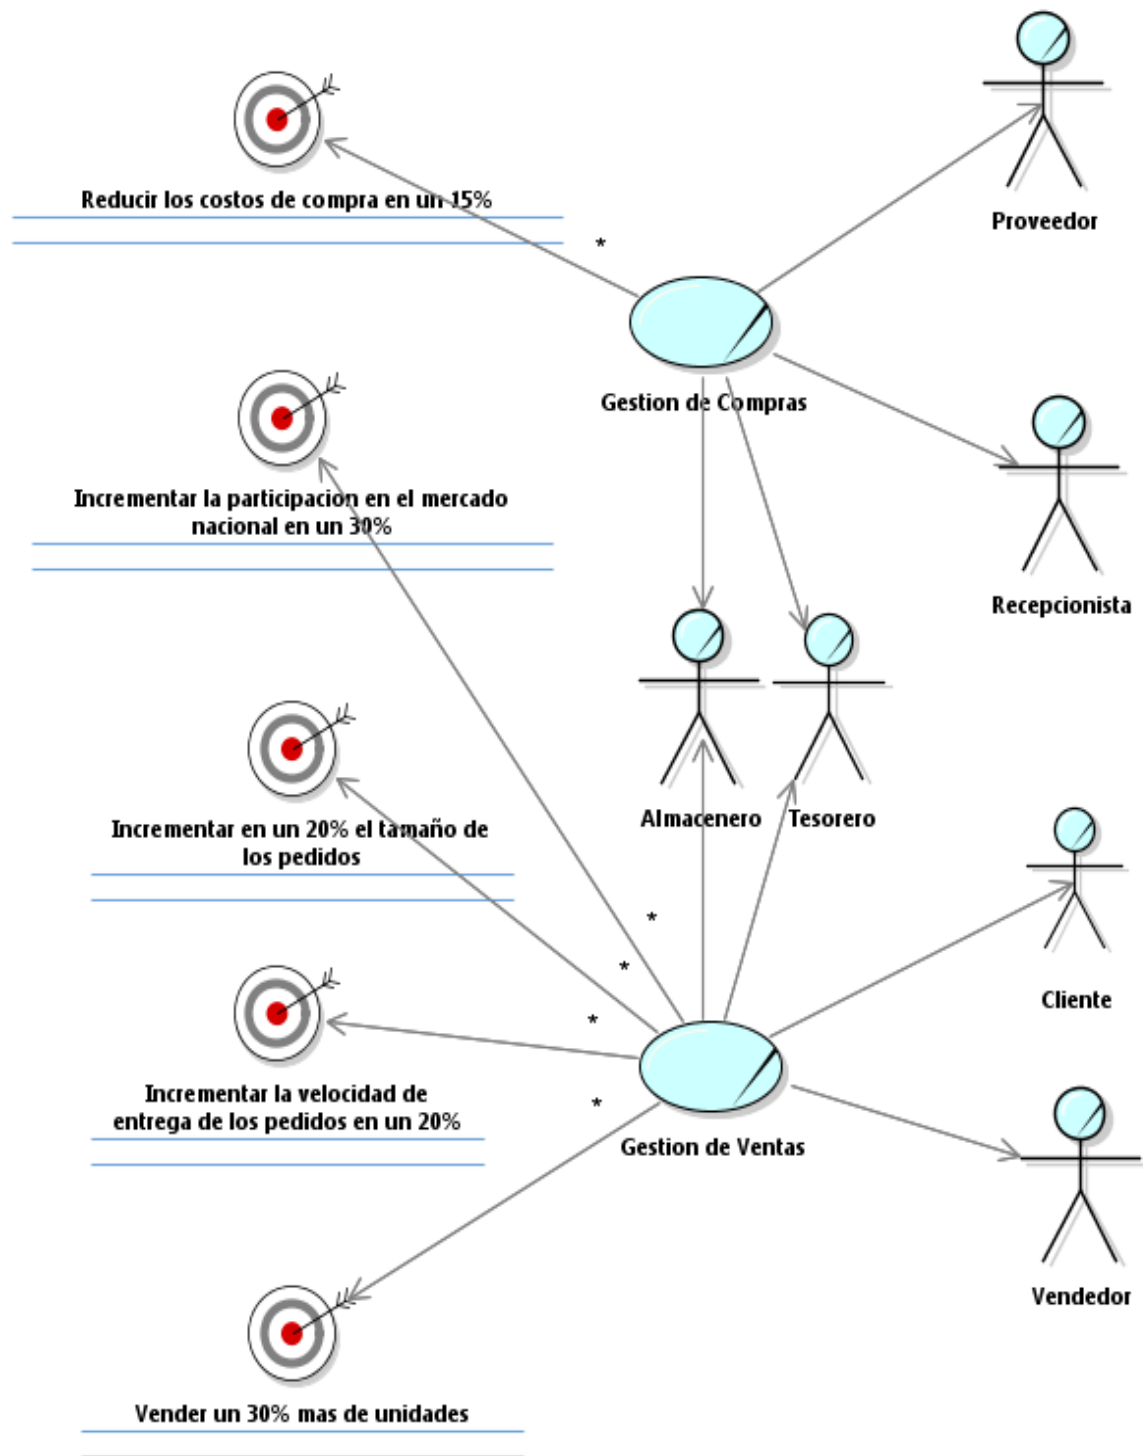 Reducir los costos de compra en un 15%
*
Proveedor
Gestion de Compras
Incrementar la participacion en el mercado
nacional en un 30%
Recepcionista
Almacenero
Tesorero
Incrementar en un 20% el tamaño de
los pedidos
*
*
*
Cliente
Incrementar la velocidad de
entrega de los pedidos en un 20%
*
Gestion de Ventas
Vendedor
Vender un 30% mas de unidades